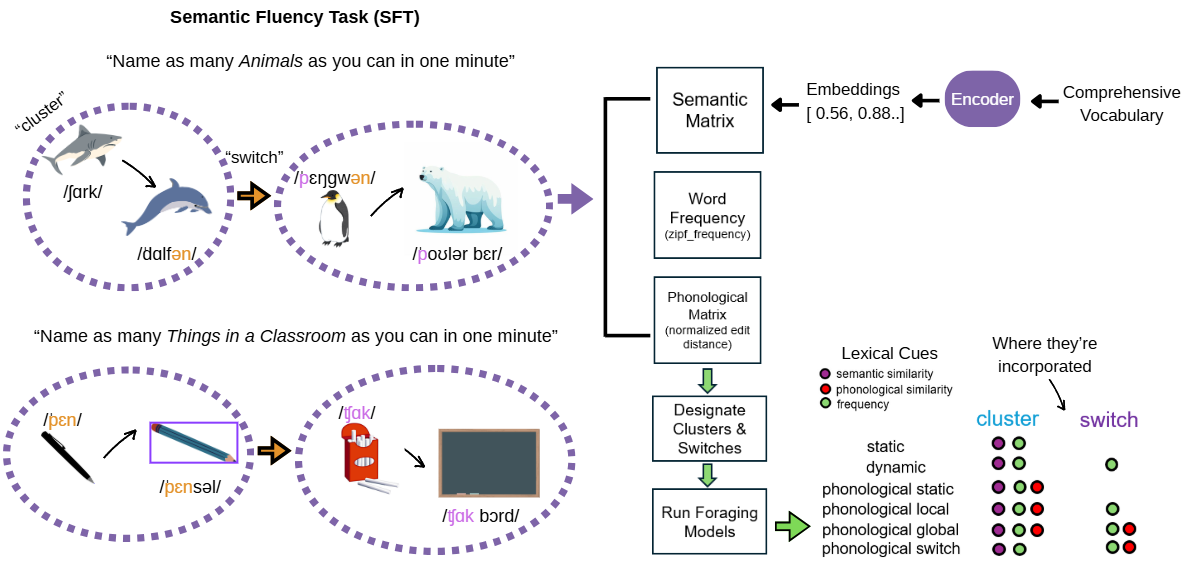 Semantic Fluency Task (SFT)
“Name as many Animals as you can in one minute”
“cluster”
/ʃɑrk/
/dɑlfən/
“switch”
/pɛŋgwən/
/poʊlər bɛr/
“Name as many Things in a Classroom as you can in one minute”
/pɛn/
/pɛnsəl/
/ʧɑk/
/ʧɑk bɔrd/
Semantic
Matrix
Embeddings
[ 0.56, 0.88..]
Encoder
Comprehensive
Vocabulary
Word
Frequency
(zipf_frequency)
Phonological
Matrix
(normalized edit
distance)
Designate
Clusters &
Switches
Run Foraging
Models
Lexical Cues
semantic similarity
phonological similarity
frequency
Where they’re
incorporated
cluster
switch
static
dynamic
phonological static
phonological local
phonological global
phonological switch